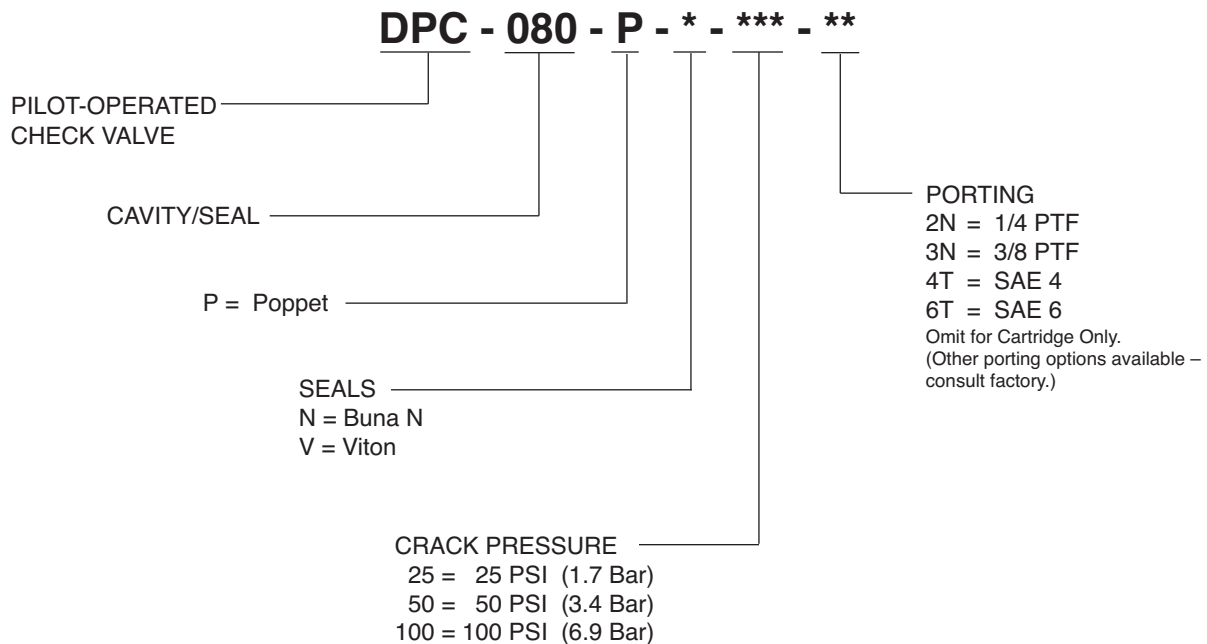 DPC - 080 - P - * - *** - **
PILOT-OPERATED
CHECK VALVE
CAVITY/SEAL
P = Poppet
SEALS
N = Buna N
V = Viton
CRACK PRESSURE
25 = 25 PSI (1.7 Bar)
50 = 50 PSI (3.4 Bar)
100 = 100 PSI (6.9 Bar)
PORTING
2N = 1/4 PTF
3N = 3/8 PTF
4T = SAE 4
6T = SAE 6
Omit for Cartridge Only.
(Other porting options available –
consult factory.)